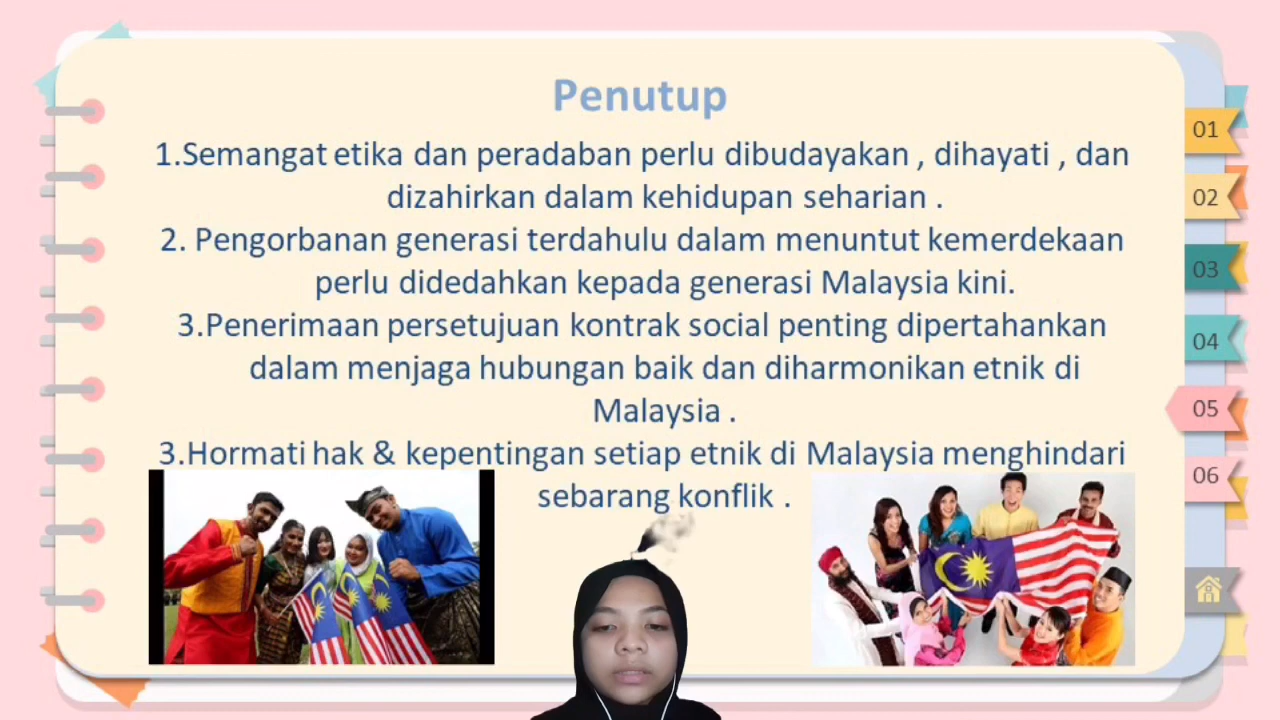 Penutup
1.Semangat etika dan peradaban perlu dibudayakan , dihayati , dan
dizahirkan dalam kehidupan seharian .
2. Pengorbanan generasi terdahulu dalam menuntut kemerdekaan
perlu didedahkan kepada generasi Malaysia kini.
3.Penerimaan persetujuan kontrak social penting dipertahankan
dalam menjaga hubungan baik dan diharmonikan etnik di
Malaysia .
3.Hormati hak & kepentingan setiap etnik di Malaysia menghindari
sebarang konflik .
01
02
03
04
05
06